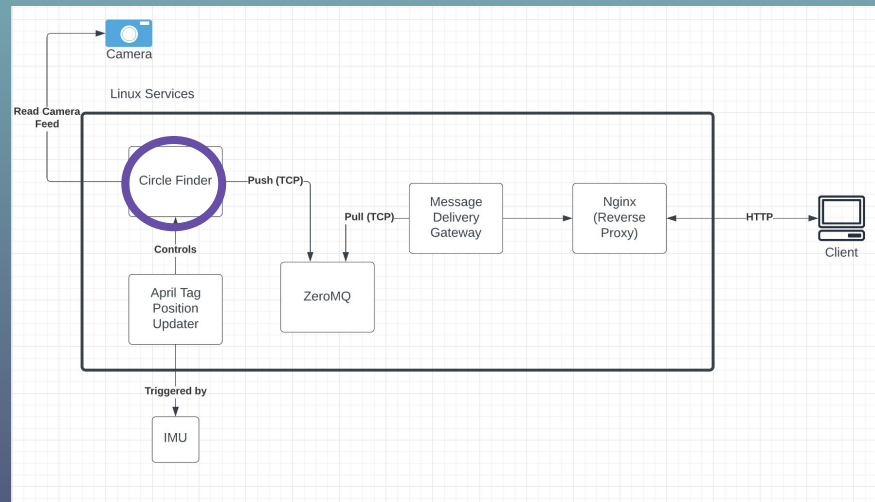 Camera
Linux Services
Read Camera
Feed
Circle Finder
Push (TCP)
Pull (TCP)
Message
Delivery
Gateway
Nginx
(Reverse
Proxy)
HTTP
Client
Controls
April Tag
Position
Updater
ZeroMQ
Triggered by
IMU